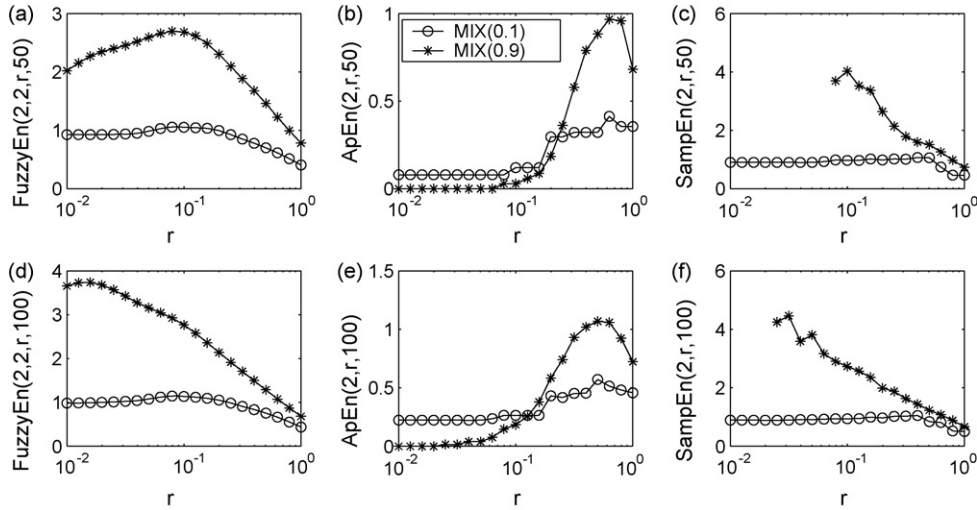 (a)
FuzzyEn(2,2,r,50)
3
2
1
0
10^-2
10^-1
10^0
r
(b)
ApEn(2,r,50)
1
0.5
0
MIX(0.1)
MIX(0.9)
10^-2
10^-1
10^0
r
(c)
SampEn(2,r,50)
6
4
2
0
10^-2
10^-1
10^0
r
(d)
FuzzyEn(2,2,r,100)
4
3
2
1
0
10^-2
10^-1
10^0
r
(e)
ApEn(2,r,100)
1.5
1
0.5
0
10^-2
10^-1
10^0
r
(f)
SampEn(2,r,100)
6
4
2
0
10^-2
10^-1
10^0
r